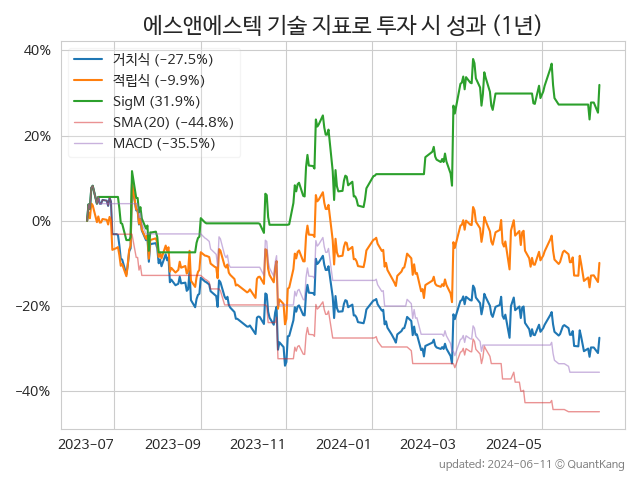 에스앤에스텍 기술 지표로 투자 시 성과 (1년)
거치식 (−27.5%)
적립식 (−9.9%)
SigM (31.9%)
SMA(20) (−44.8%)
MACD (−35.5%)
40%
20%
0%
−20%
−40%
2023−07 2023−09 2023−11 2024−01 2024−03 2024−05
updated: 2024−06−11 © QuantKang